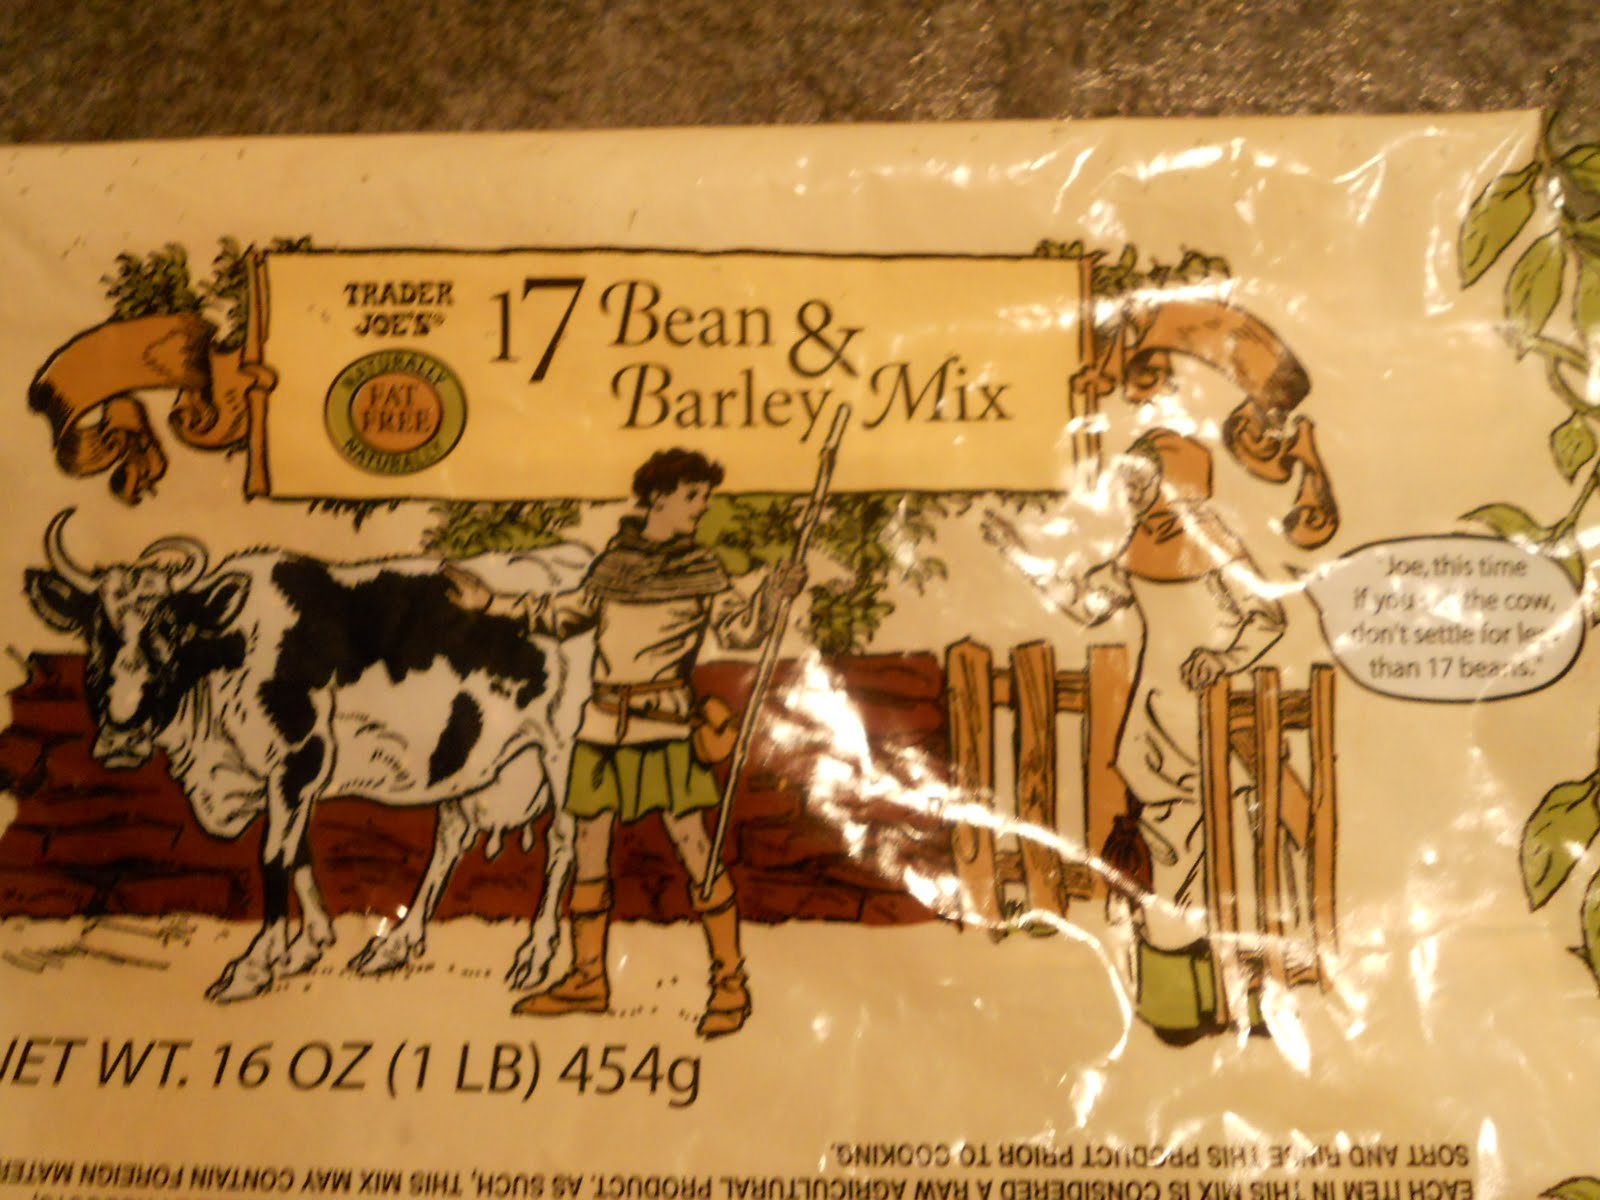 TRADER
JOE'S®
17 Bean &
Barley Mix
NATURALLY
FAT
FREE
NATURALLY
"Joe, this time
if you the cow,
don't settle for
than 17 beans."
NET WT. 16 OZ (1 LB) 454g
EACH ITEM IN THIS MIX IS CONSIDERED A RAW AGRICULTURAL PRODUCT. AS SUCH, THIS MIX MAY CONTAIN FOREIGN
SORT AND RINSE THIS PRODUCT PRIOR TO COOKING.